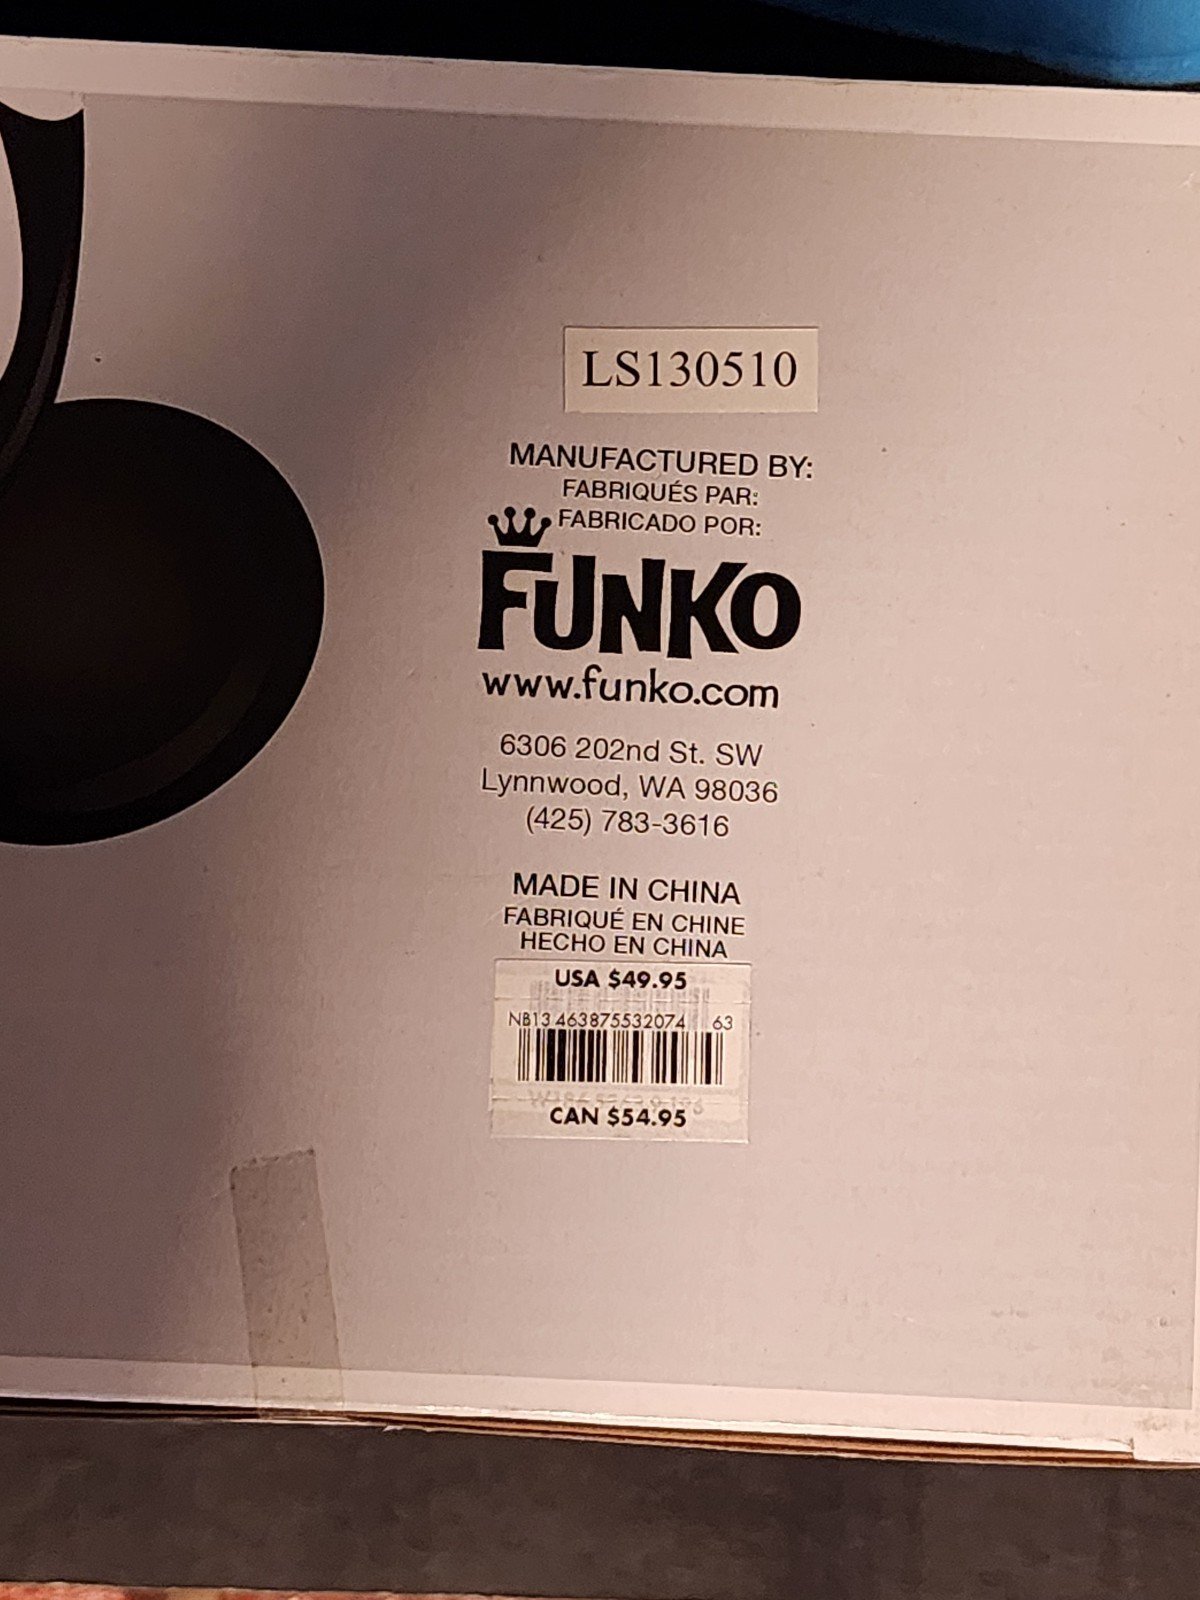 LS130510
MANUFACTURED BY:
FABRIQUÉS PAR:
FABRICADO POR:
FUNKO
www.funko.com
6306 202nd St. SW
Lynnwood, WA 98036
(425) 783-3616
MADE IN CHINA
FABRIQUÉ EN CHINE
HECHO EN CHINA
USA $49.95
NB13 463875532074 63
CAN $54.95